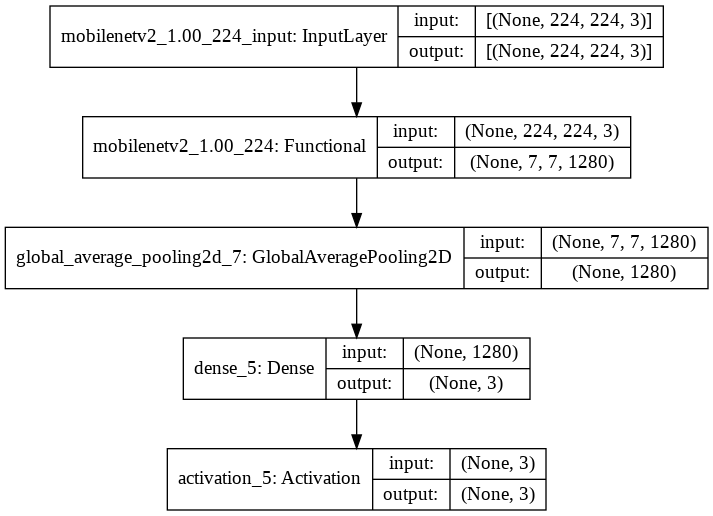 mobilenetv2_1.00_224_input: InputLayer
input: [(None, 224, 224, 3)]
output: [(None, 224, 224, 3)]
mobilenetv2_1.00_224: Functional
input: (None, 224, 224, 3)
output: (None, 7, 7, 1280)
global_average_pooling2d_7: GlobalAveragePooling2D
input: (None, 7, 7, 1280)
output: (None, 1280)
dense_5: Dense
input: (None, 1280)
output: (None, 3)
activation_5: Activation
input: (None, 3)
output: (None, 3)